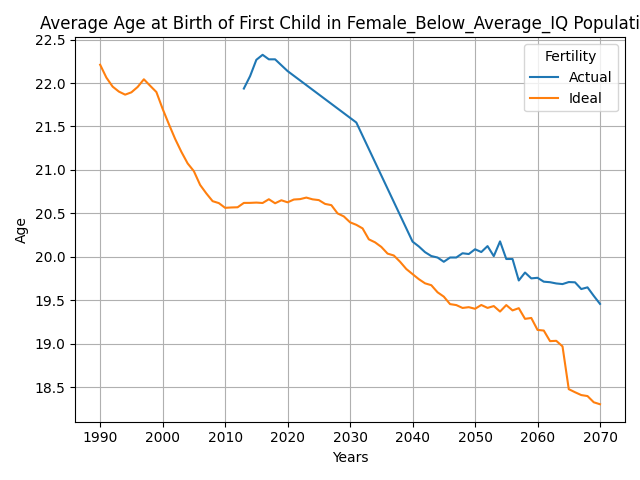 Average Age at Birth of First Child in Female_Below_Average_IQ Populati
22.5
22.0
21.5
21.0
20.5
20.0
19.5
19.0
18.5
Age
Fertility
Actual
Ideal
1990 2000 2010 2020 2030 2040 2050 2060 2070
Years